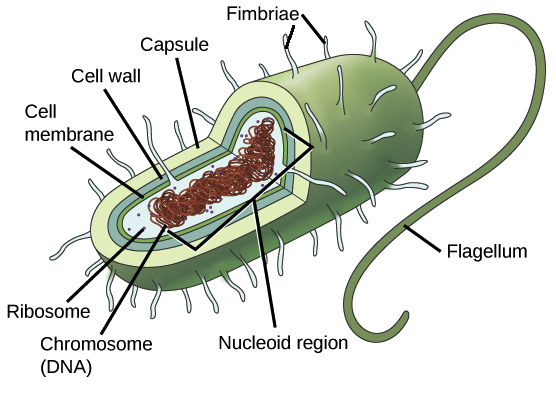 Fimbriae
Capsule
Cell wall
Cell
membrane
Flagellum
Ribosome
Chromosome
(DNA)
Nucleoid region